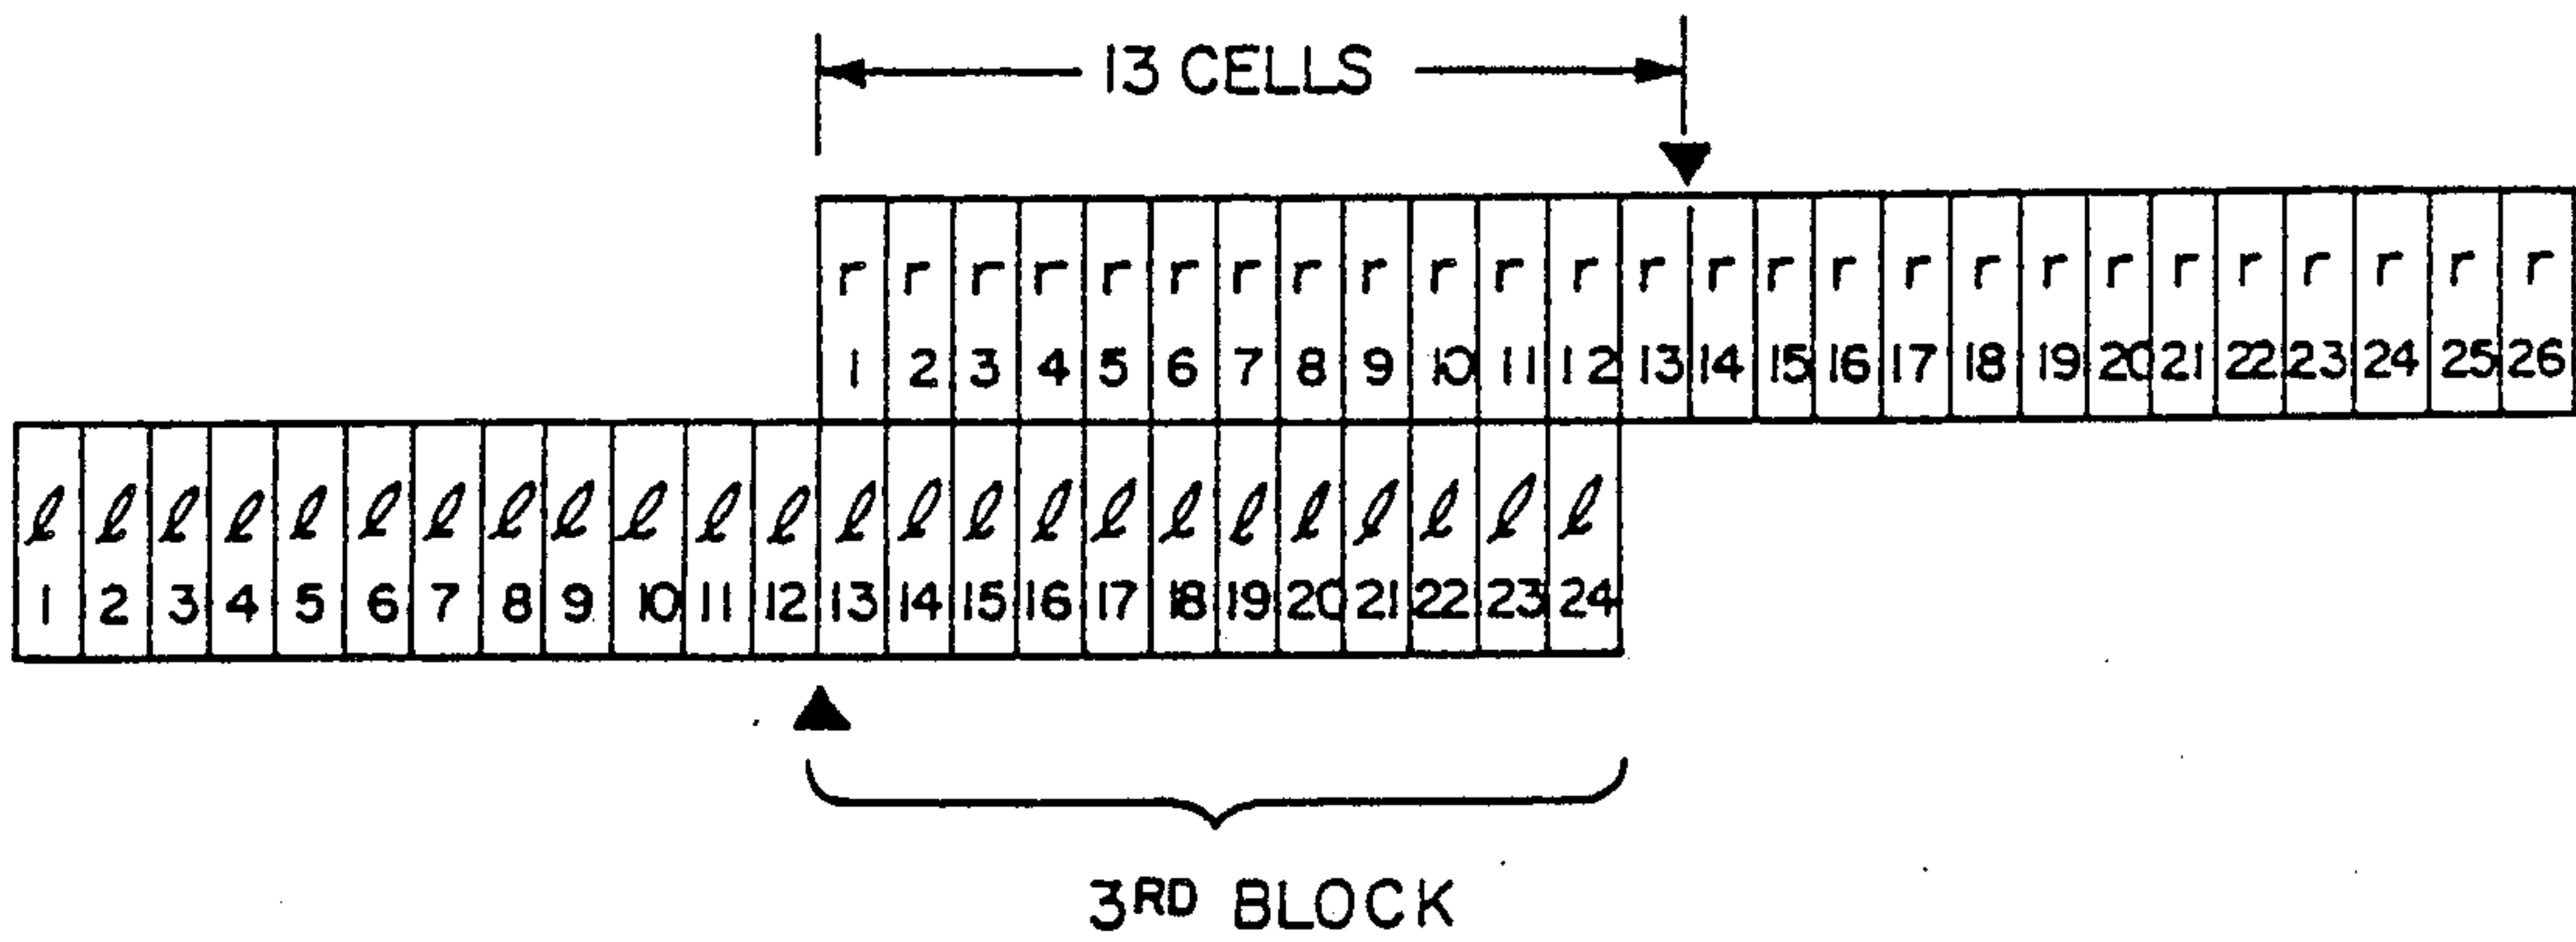 13 CELLS
r r r r r r r r r r r r r r r r r r r r r r r r r r
1 2 3 4 5 6 7 8 9 10 11 12 13 14 15 16 17 18 19 20 21 22 23 24 25 26
ℓ ℓ ℓ ℓ ℓ ℓ ℓ ℓ ℓ ℓ ℓ ℓ ℓ ℓ ℓ ℓ ℓ ℓ ℓ ℓ ℓ ℓ ℓ ℓ
1 2 3 4 5 6 7 8 9 10 11 12 13 14 15 16 17 18 19 20 21 22 23 24
3RD BLOCK